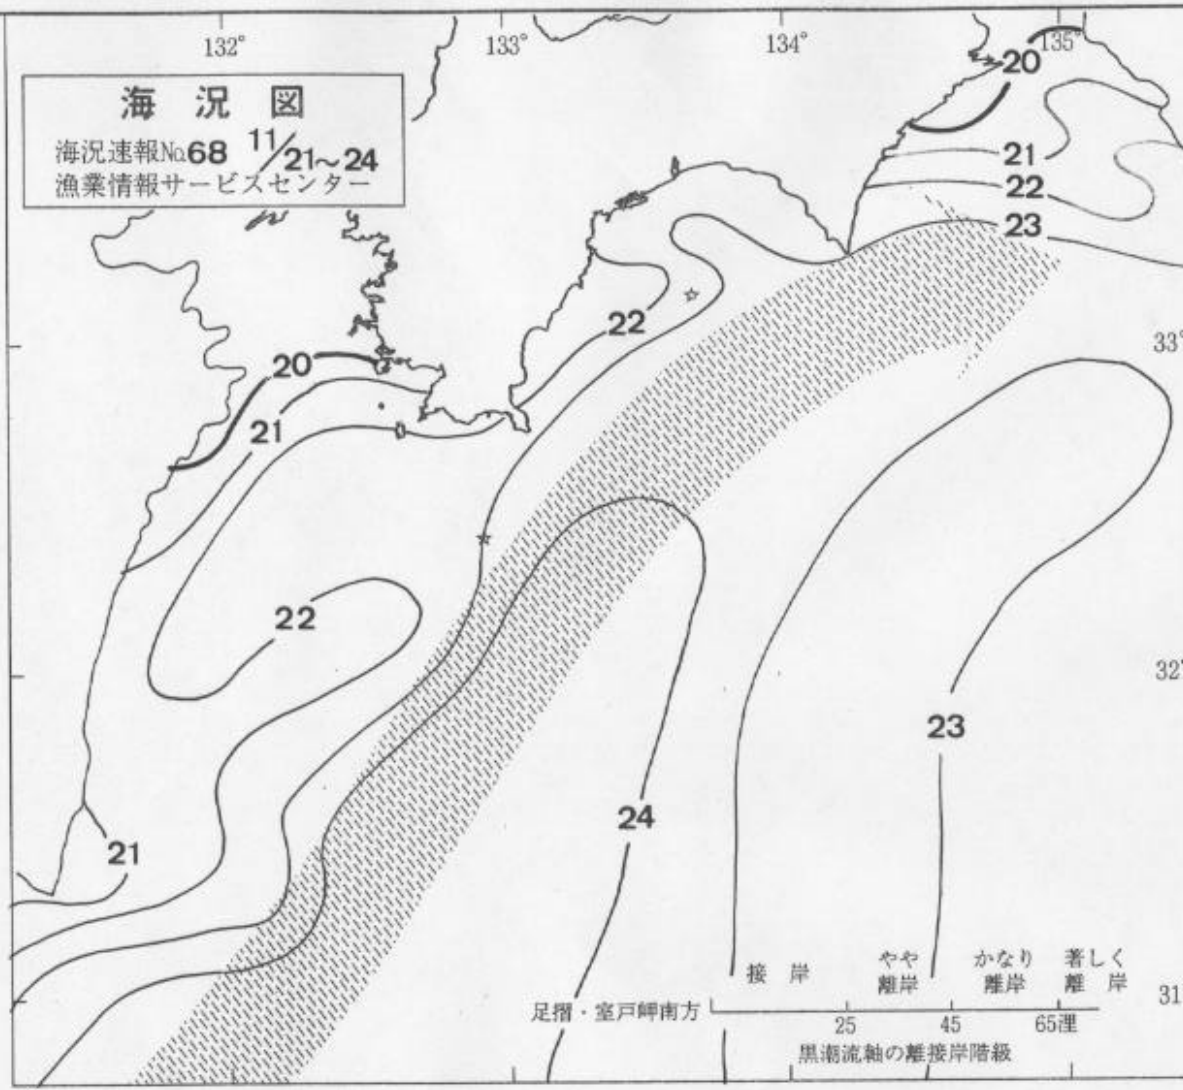 132°
133°
134°
135°
海況図
海況速報No.68 11/21~24
漁業情報サービスセンター
20
21
22
23
22
33°
20
21
22
32°
23
24
21
接岸
やや離岸
かなり離岸
著しく離岸
31
足摺・室戸岬南方
25 45 65浬
黒潮流軸の離接岸階級